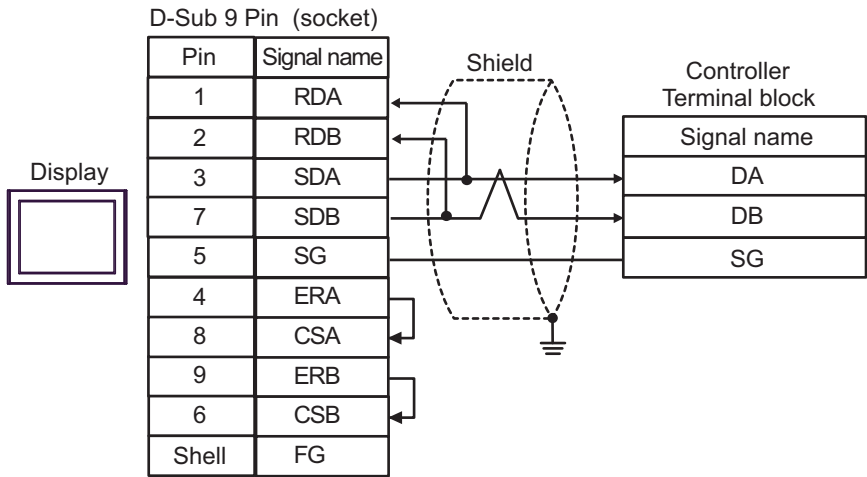 D-Sub 9 Pin (socket)
Pin Signal name
1 RDA
2 RDB
3 SDA
7 SDB
5 SG
4 ERA
8 CSA
9 ERB
6 CSB
Shell FG
Display
Shield
Controller
Terminal block
Signal name
DA
DB
SG